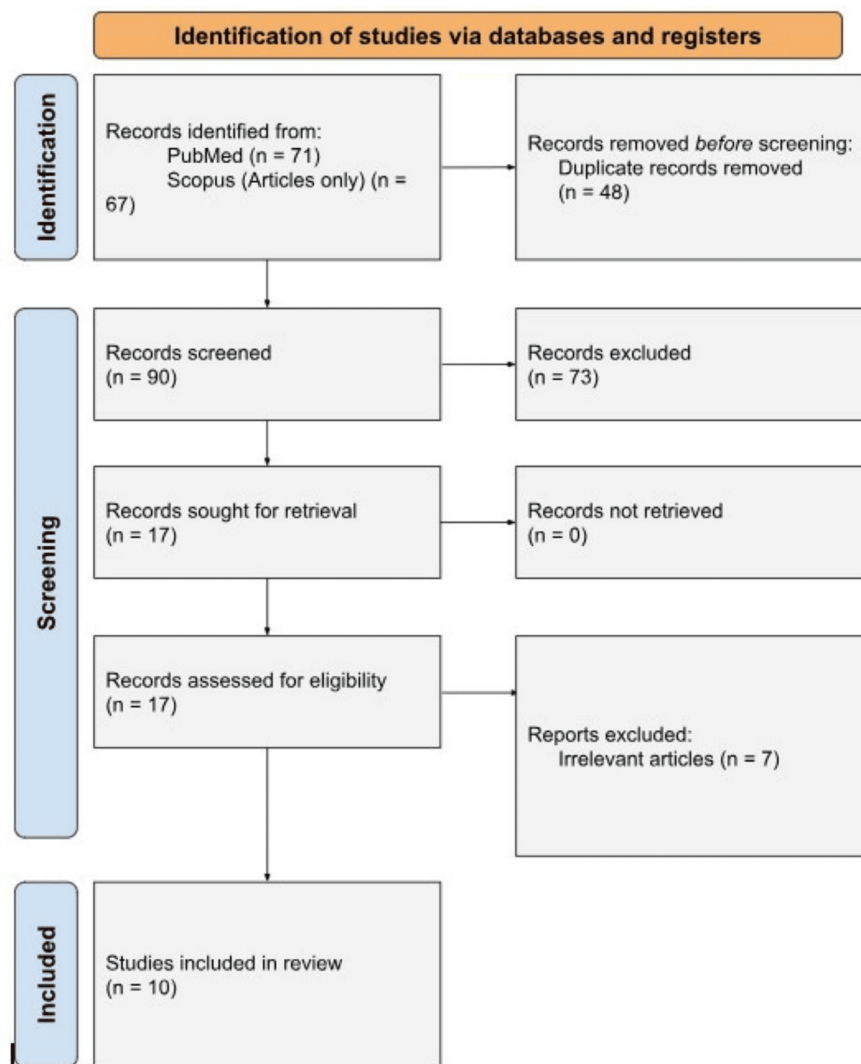 Identification of studies via databases and registers
Identification
Records identified from:
PubMed (n = 71)
Scopus (Articles only) (n =
67)
Records removed before screening:
Duplicate records removed
(n = 48)
Screening
Records screened
(n = 90)
Records excluded
(n = 73)
Records sought for retrieval
(n = 17)
Records not retrieved
(n = 0)
Records assessed for eligibility
(n = 17)
Reports excluded:
Irrelevant articles (n = 7)
Included
Studies included in review
(n = 10)